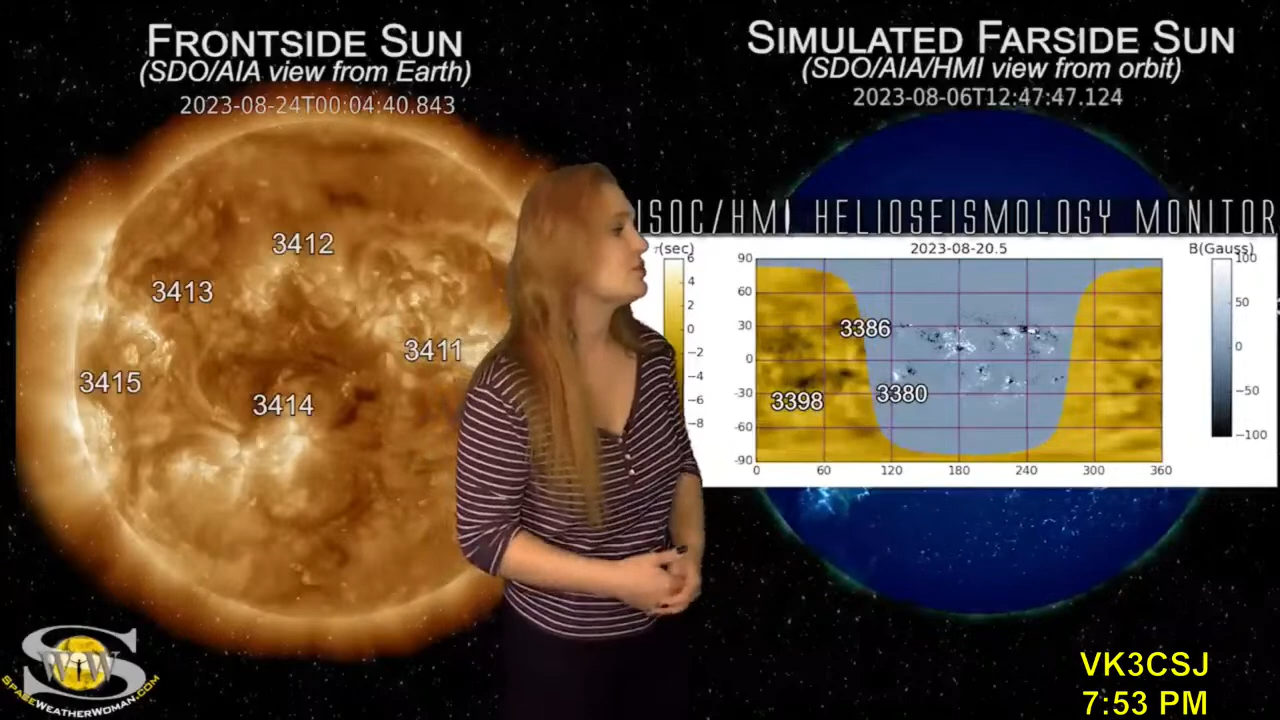 FRONTSIDE SUN
(SDO/AIA view from Earth)
2023-08-24T00:04:40.843
SIMULATED FARSIDE SUN
(SDO/AIA/HMI view from orbit)
2023-08-06T12:47:47.124
JSOC/HMI HELIOSEISMOLOGY MONITOR
τ(sec)
2023-08-20.5
B(Gauss)
3412
3413
3411
3415
3414
6
4
2
0
−2
−4
−6
−8
90
60
30
0
-30
-60
-90
0
60
120
180
240
300
360
3386
3398
3380
100
50
0
−50
−100
S
WTW
SPACEWEATHERWOMAN.COM
VK3CSJ
7:53 PM